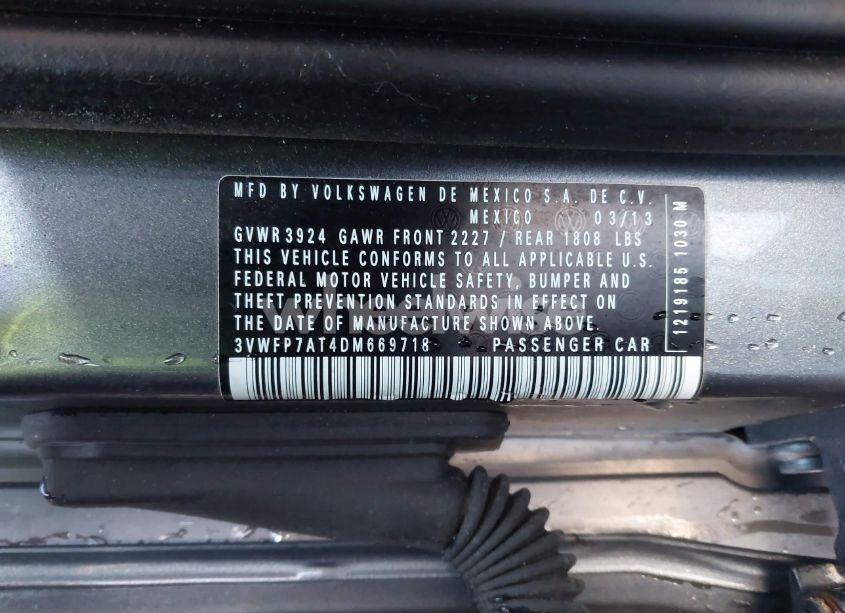 MFD BY VOLKSWAGEN DE MEXICO S.A. DE C.V.
MEXICO 03/13
GVWR 3924 GAWR FRONT 2227 / REAR 1808 LBS
THIS VEHICLE CONFORMS TO ALL APPLICABLE U.S.
FEDERAL MOTOR VEHICLE SAFETY, BUMPER AND
THEFT PREVENTION STANDARDS IN EFFECT ON
THE DATE OF MANUFACTURE SHOWN ABOVE.
3VWFP7AT4DM669718 PASSENGER CAR
1219185 1030 M